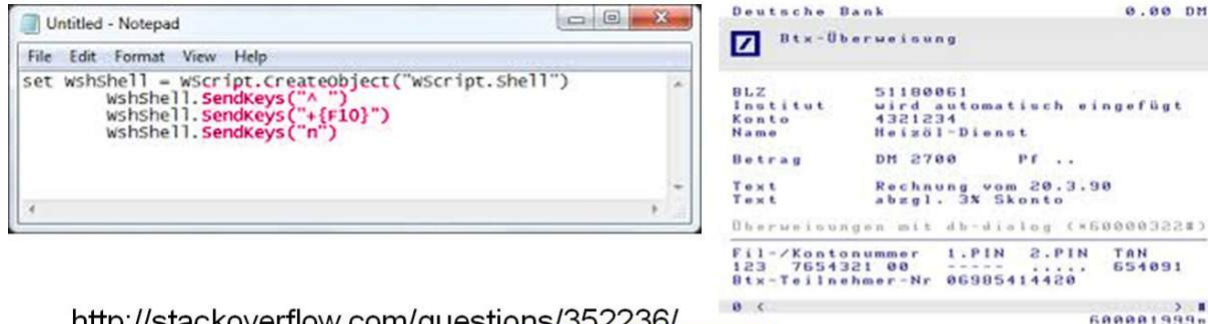 Untitled - Notepad
File Edit Format View Help
set wshShell = WScript.CreateObject("WScript.Shell")
WshShell.SendKeys("^ ")
WshShell.SendKeys("+{F10}")
WshShell.SendKeys("n")
http://stackoverflow.com/questions/352236/
Deutsche Bank 0.00 DM
Btx-Überweisung
BLZ 51180061
Institut wird automatisch eingefügt
Konto 4321234
Name Heizöl-Dienst
Betrag DM 2700 Pf ..
Text Rechnung vom 20.3.90
Text abzgl. 3% Skonto
Überweisungen mit db-dialog (*60000322#)
Fil-/Kontonummer 1.PIN 2.PIN TAN
123 7654321 00 ----- ..... 654091
Btx-Teilnehmer-Nr 06985414420
0 <
600001999n